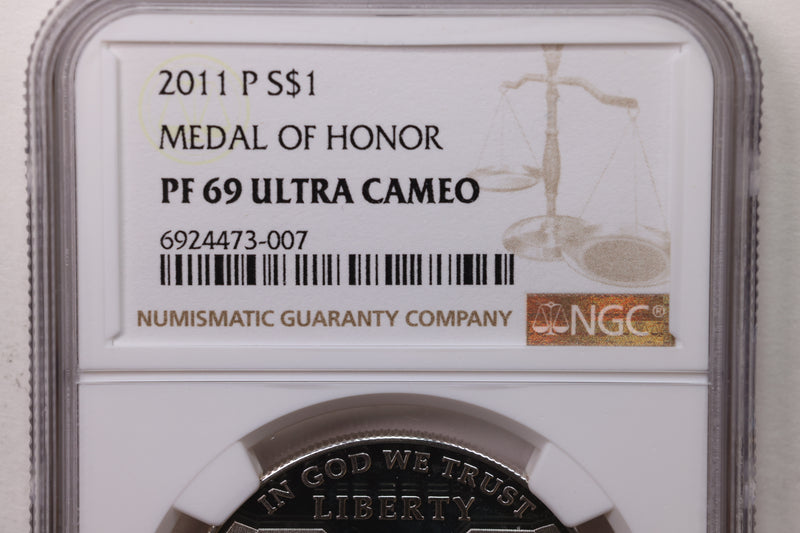 2011 P S$1
MEDAL OF HONOR
PF 69 ULTRA CAMEO
6924473-007
NUMISMATIC GUARANTY COMPANY
NGC®
IN GOD WE TRUST
LIBERTY